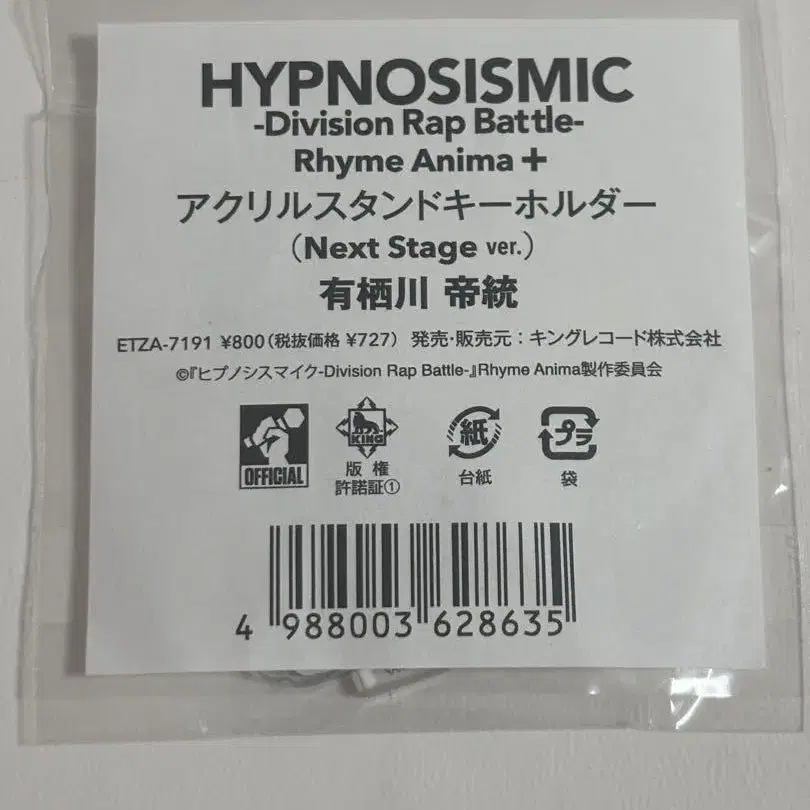 HYPNOSISMIC
-Division Rap Battle-
Rhyme Anima +
アクリルスタンドキーホルダー
（Next Stage ver.）
有栖川 帝統
ETZA-7191 ¥800（税抜価格 ¥727） 発売・販売元：キングレコード株式会社
©『ヒプノシスマイク-Division Rap Battle-』Rhyme Anima製作委員会
OFFICIAL
KING
版権
許諾証①
紙
台紙
プラ
袋
4 988003 628635